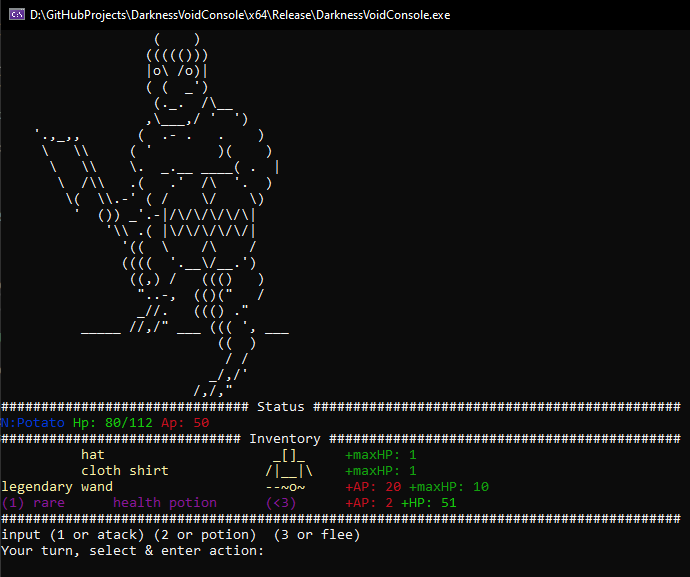 D:\GitHubProjects\DarknessVoidConsole\x64\Release\DarknessVoidConsole.exe
############################### Status ##############################################
N:Potato Hp: 80/112 Ap: 50
############################## Inventory ############################################
hat _[]_ +maxHP: 1
cloth shirt /|__|\ +maxHP: 1
legendary wand --~o~ +AP: 20 +maxHP: 10
(1) rare health potion (<3) +AP: 2 +HP: 51
#####################################################################################
input (1 or atack) (2 or potion) (3 or flee)
Your turn, select & enter action: